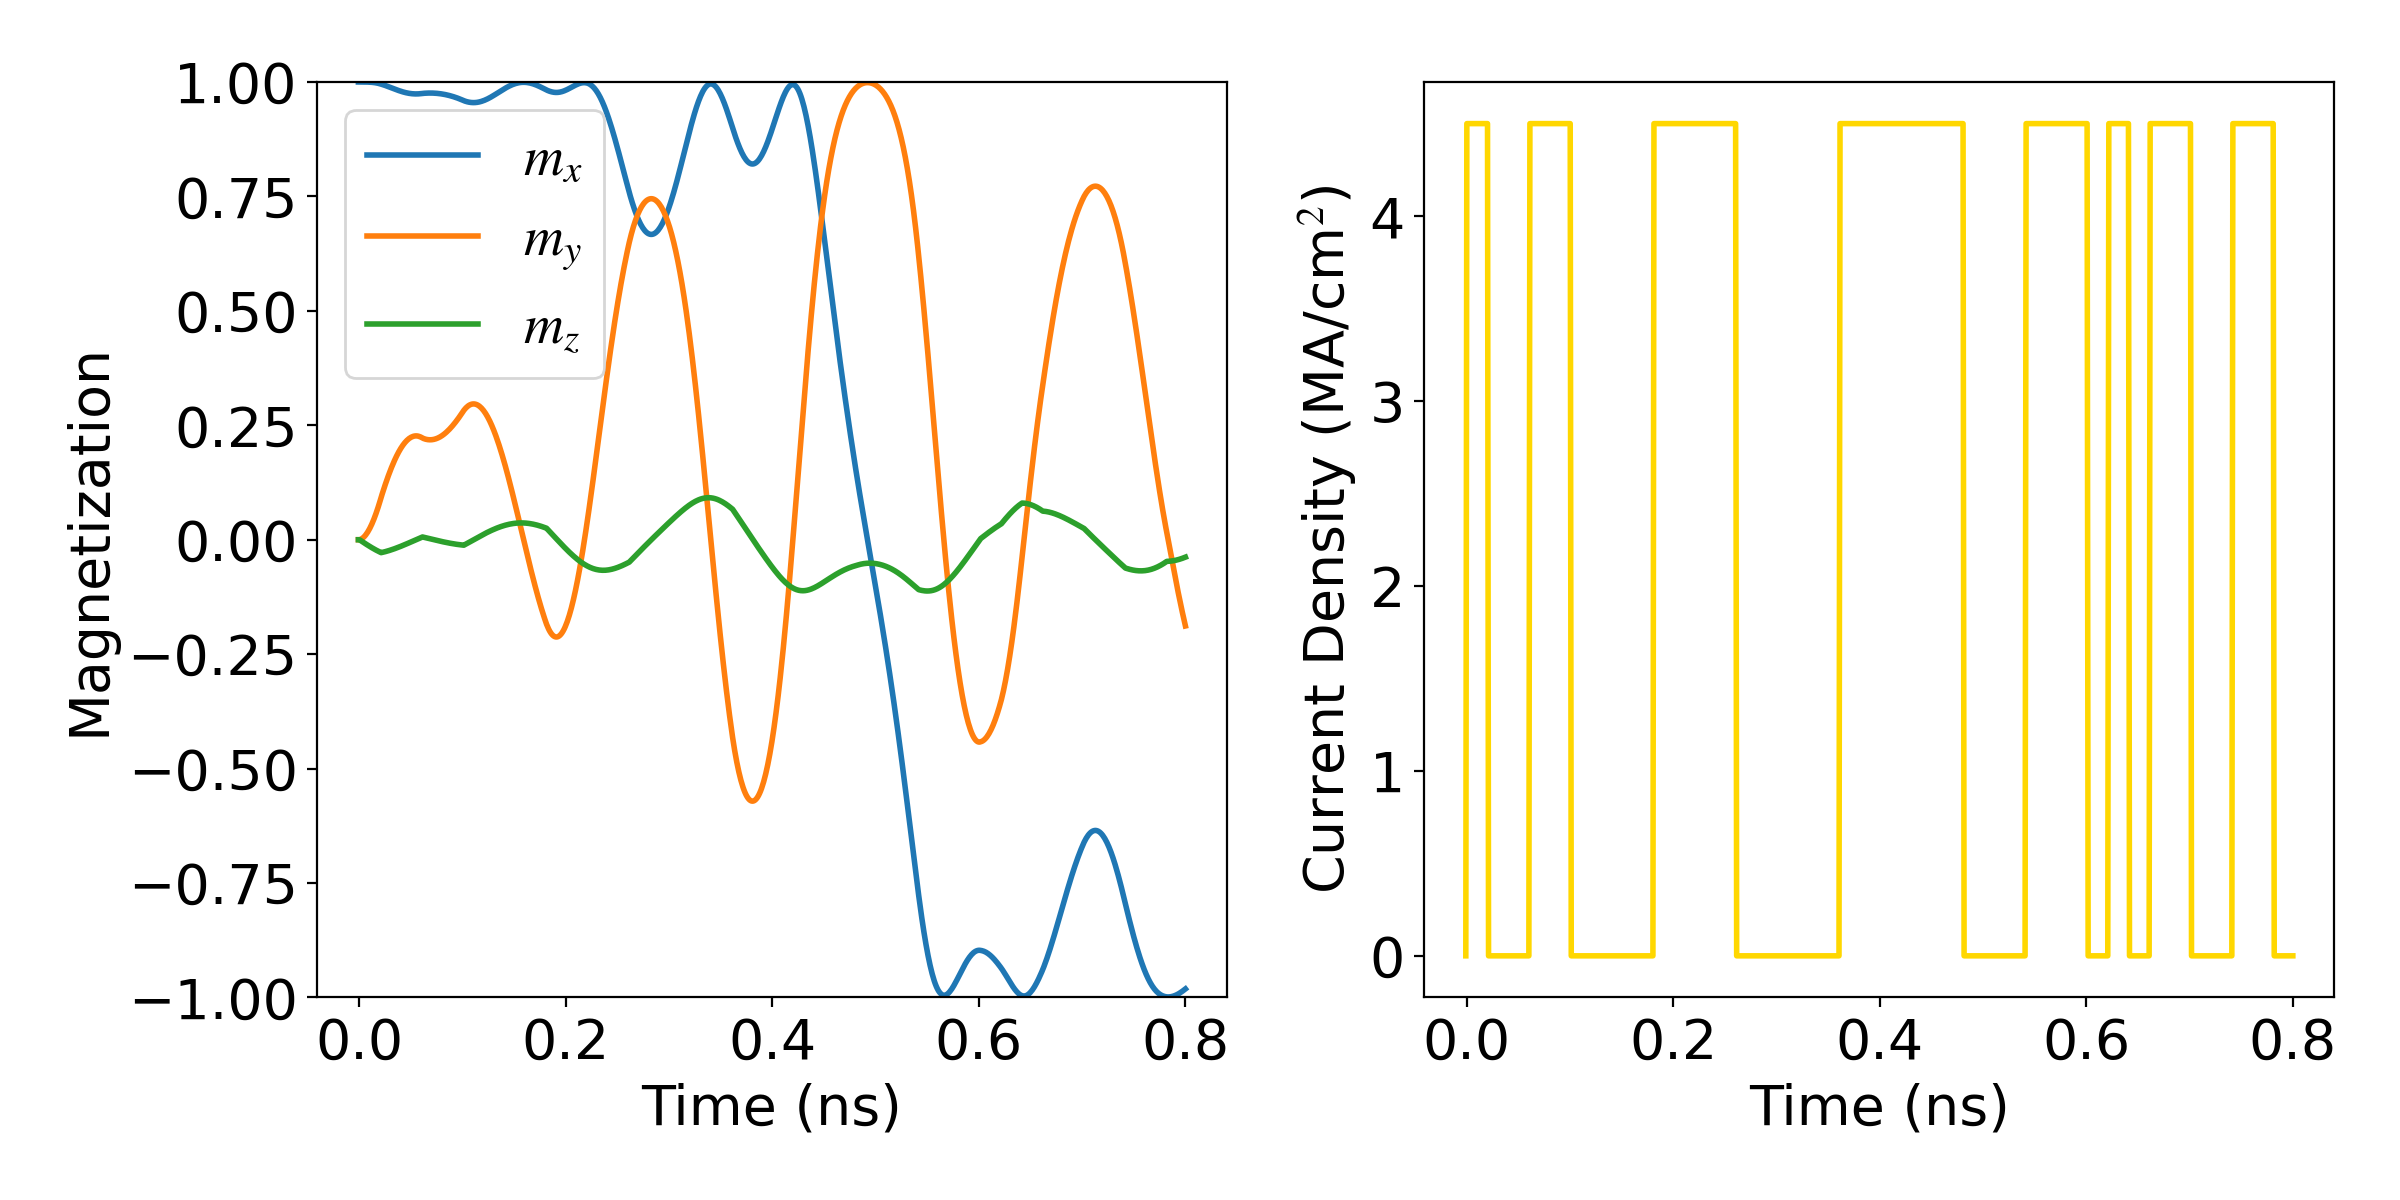 Magnetization
1.00
0.75
0.50
0.25
0.00
−0.25
−0.50
−0.75
−1.00
m_x
m_y
m_z
0.0 0.2 0.4 0.6 0.8
Time (ns)
Current Density (MA/cm²)
4
3
2
1
0
0.0 0.2 0.4 0.6 0.8
Time (ns)